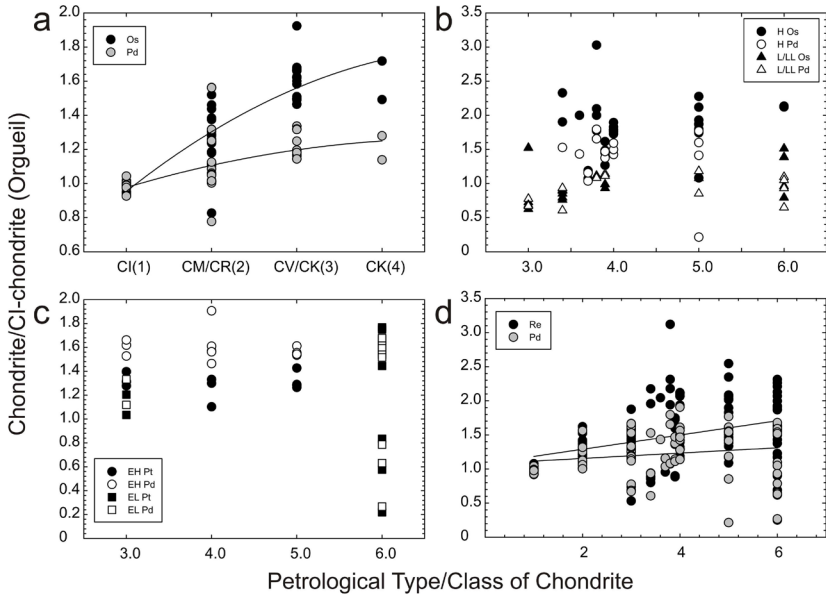 Chondrite/CI-chondrite (Orgueil)
a
Os
Pd
2.0
1.8
1.6
1.4
1.2
1.0
0.8
0.6
CI(1) CM/CR(2) CV/CK(3) CK(4)
b
H Os
H Pd
L/LL Os
L/LL Pd
3.5
3.0
2.5
2.0
1.5
1.0
0.5
0.0
3.0 4.0 5.0 6.0
c
EH Pt
EH Pd
EL Pt
EL Pd
2.0
1.8
1.6
1.4
1.2
1.0
0.8
0.6
0.4
0.2
0
3.0 4.0 5.0 6.0
d
Re
Pd
3.5
3.0
2.5
2.0
1.5
1.0
0.5
0.0
2 4 6
Petrological Type/Class of Chondrite